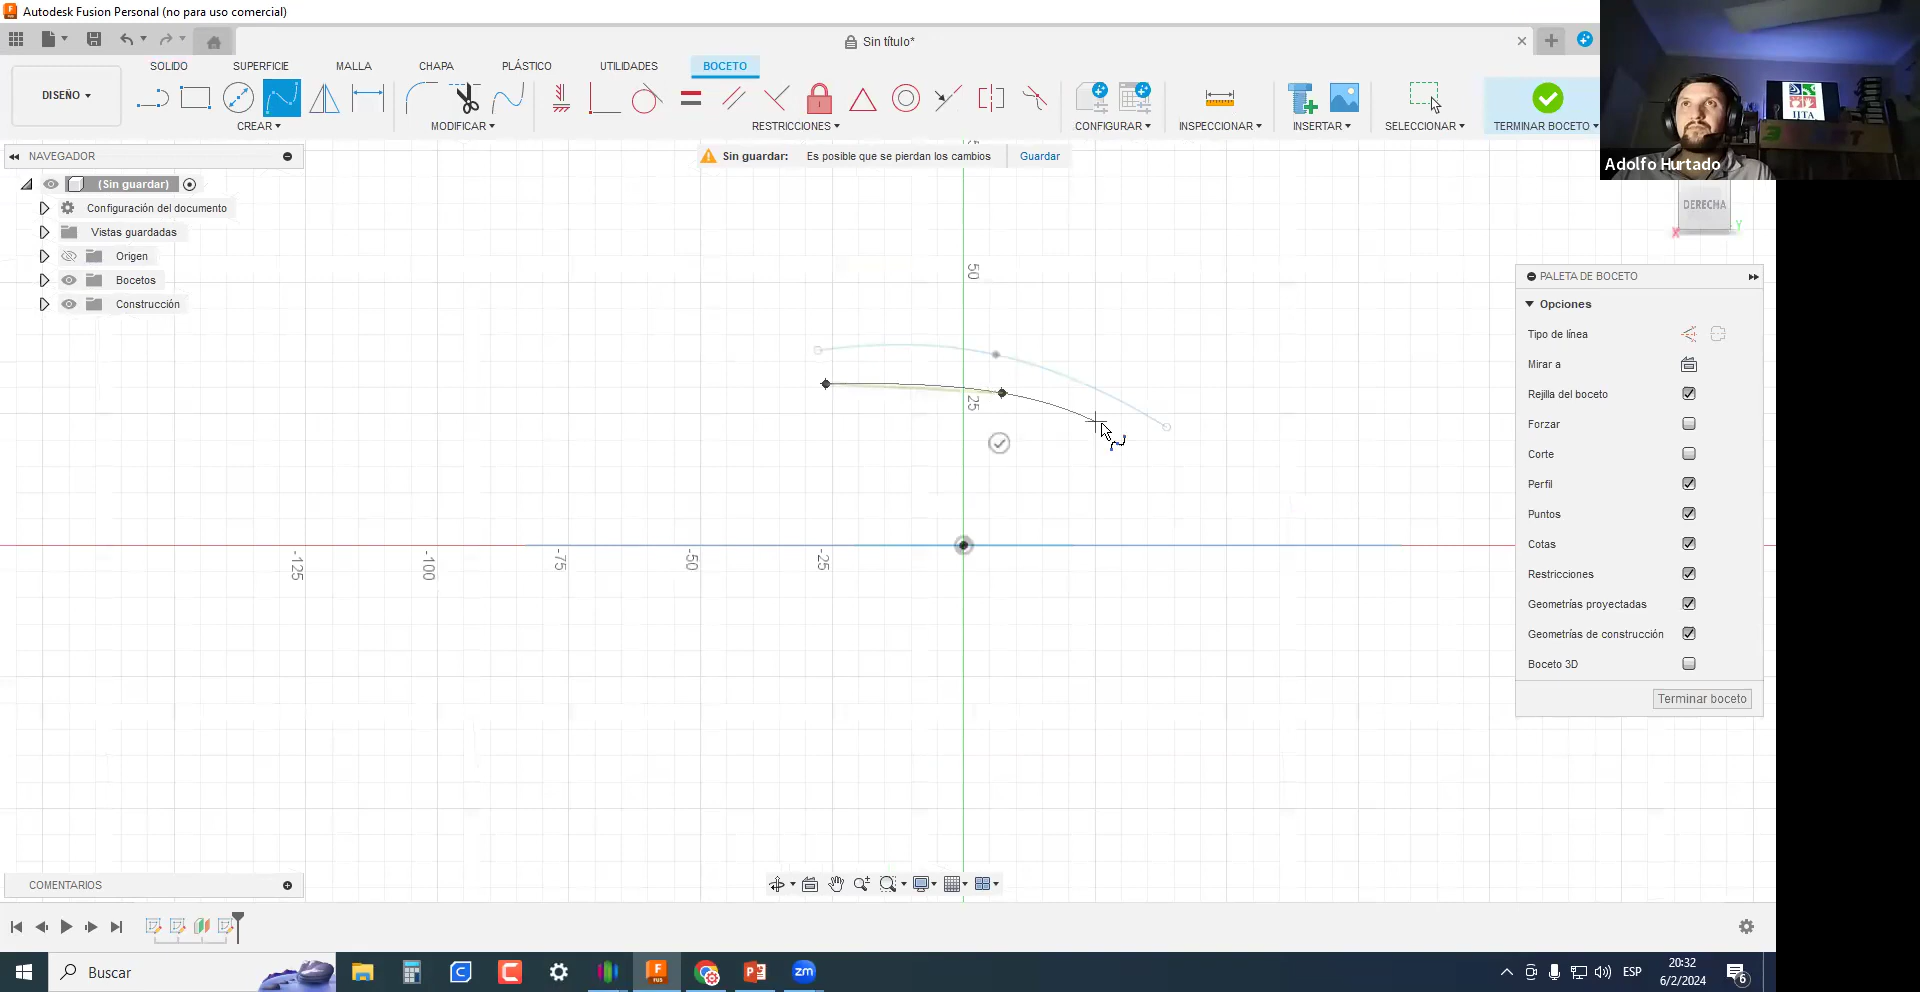 Autodesk Fusion Personal (no para uso comercial)
Sin título*
SOLIDO SUPERFICIE MALLA CHAPA PLÁSTICO UTILIDADES BOCETO
DISEÑO
CREAR MODIFICAR RESTRICCIONES CONFIGURAR INSPECCIONAR INSERTAR SELECCIONAR TERMINAR BOCETO
IITA
Adolfo Hurtado
NAVEGADOR
Sin guardar: Es posible que se pierdan los cambios Guardar
(Sin guardar)
Configuración del documento
Vistas guardadas
Origen
Bocetos
Construcción
DERECHA
X
Y
50
25
-125 -100 -75 -50 -25
PALETA DE BOCETO
Opciones
Tipo de línea
Mirar a
Rejilla del boceto
Forzar
Corte
Perfil
Puntos
Cotas
Restricciones
Geometrías proyectadas
Geometrías de construcción
Boceto 3D
Terminar boceto
COMENTARIOS
Buscar
FUS
zm
ESP
20:32
6/2/2024
6